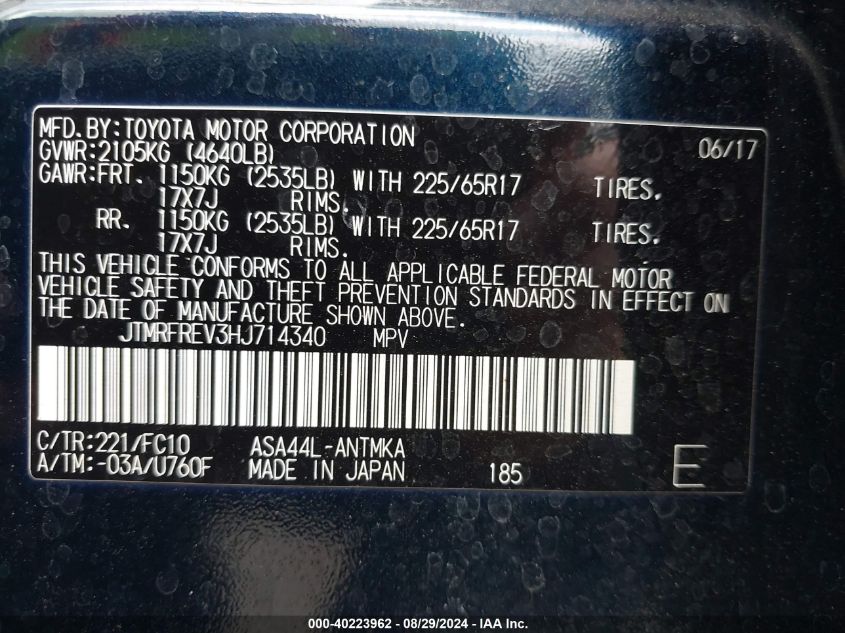 MFD.BY:TOYOTA MOTOR CORPORATION 06/17
GVWR:2105KG (4640LB)
GAWR:FRT. 1150KG (2535LB) WITH 225/65R17 TIRES.
17X7J RIMS.
RR. 1150KG (2535LB) WITH 225/65R17 TIRES.
17X7J RIMS.
THIS VEHICLE CONFORMS TO ALL APPLICABLE FEDERAL MOTOR
VEHICLE SAFETY AND THEFT PREVENTION STANDARDS IN EFFECT ON
THE DATE OF MANUFACTURE SHOWN ABOVE.
JTMRFREV3HJ714340 MPV
C/TR:221/FC10 ASA44L-ANTMKA
A/TM:-03A/U760F MADE IN JAPAN 185 E
000-40223962 - 08/29/2024 - IAA Inc.